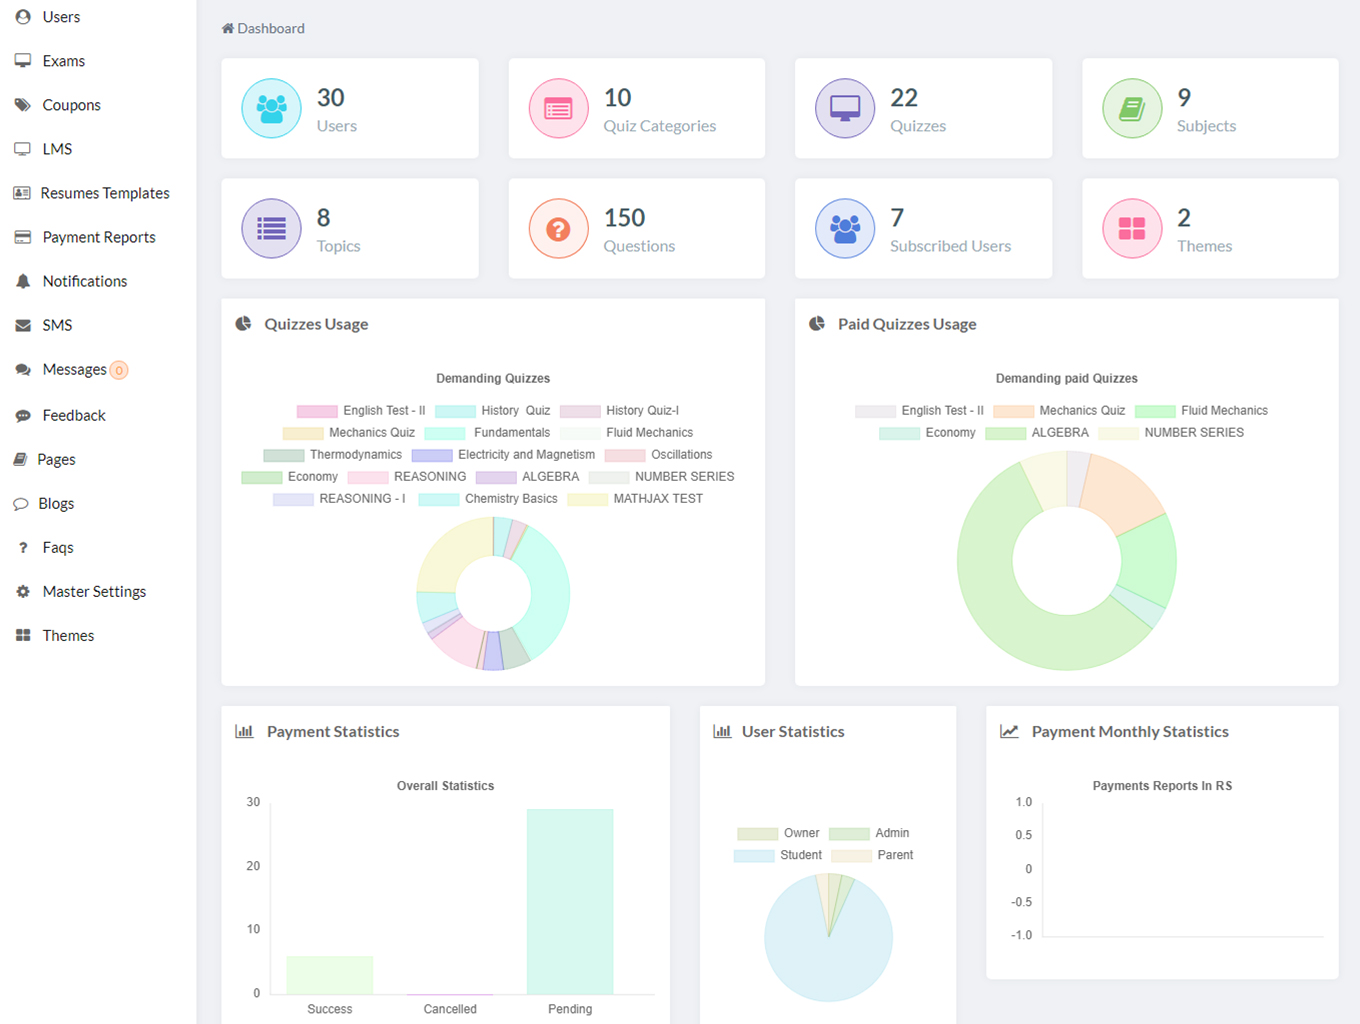 Users
Exams
Coupons
LMS
Resumes Templates
Payment Reports
Notifications
SMS
Messages 0
Feedback
Pages
Blogs
Faqs
Master Settings
Themes
Dashboard
30
Users
10
Quiz Categories
22
Quizzes
9
Subjects
8
Topics
150
Questions
7
Subscribed Users
2
Themes
Quizzes Usage
Demanding Quizzes
English Test - II History Quiz History Quiz-I
Mechanics Quiz Fundamentals Fluid Mechanics
Thermodynamics Electricity and Magnetism Oscillations
Economy REASONING ALGEBRA NUMBER SERIES
REASONING - I Chemistry Basics MATHJAX TEST
Paid Quizzes Usage
Demanding paid Quizzes
English Test - II Mechanics Quiz Fluid Mechanics
Economy ALGEBRA NUMBER SERIES
Payment Statistics
Overall Statistics
30
20
10
0
Success Cancelled Pending
User Statistics
Owner Admin
Student Parent
Payment Monthly Statistics
Payments Reports In RS
1.0
0.5
0
-0.5
-1.0